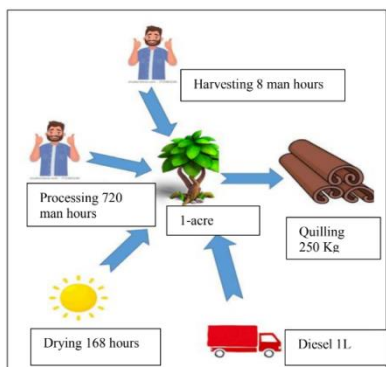 Harvesting 8 man hours
Processing 720
man hours
1-acre
Quilling
250 Kg
Drying 168 hours
Diesel 1L